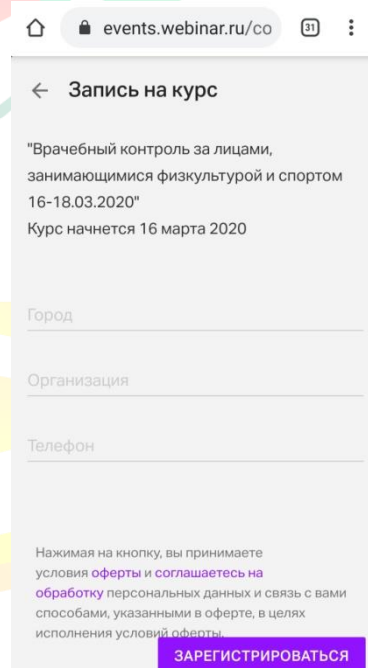 events.webinar.ru/co 31
Запись на курс
"Врачебный контроль за лицами,
занимающимися физкультурой и спортом
16-18.03.2020"
Курс начнется 16 марта 2020
Город
Организация
Телефон
Нажимая на кнопку, вы принимаете
условия оферты и соглашаетесь на
обработку персональных данных и связь с вами
способами, указанными в оферте, в целях
исполнения условий оферты.
ЗАРЕГИСТРИРОВАТЬСЯ